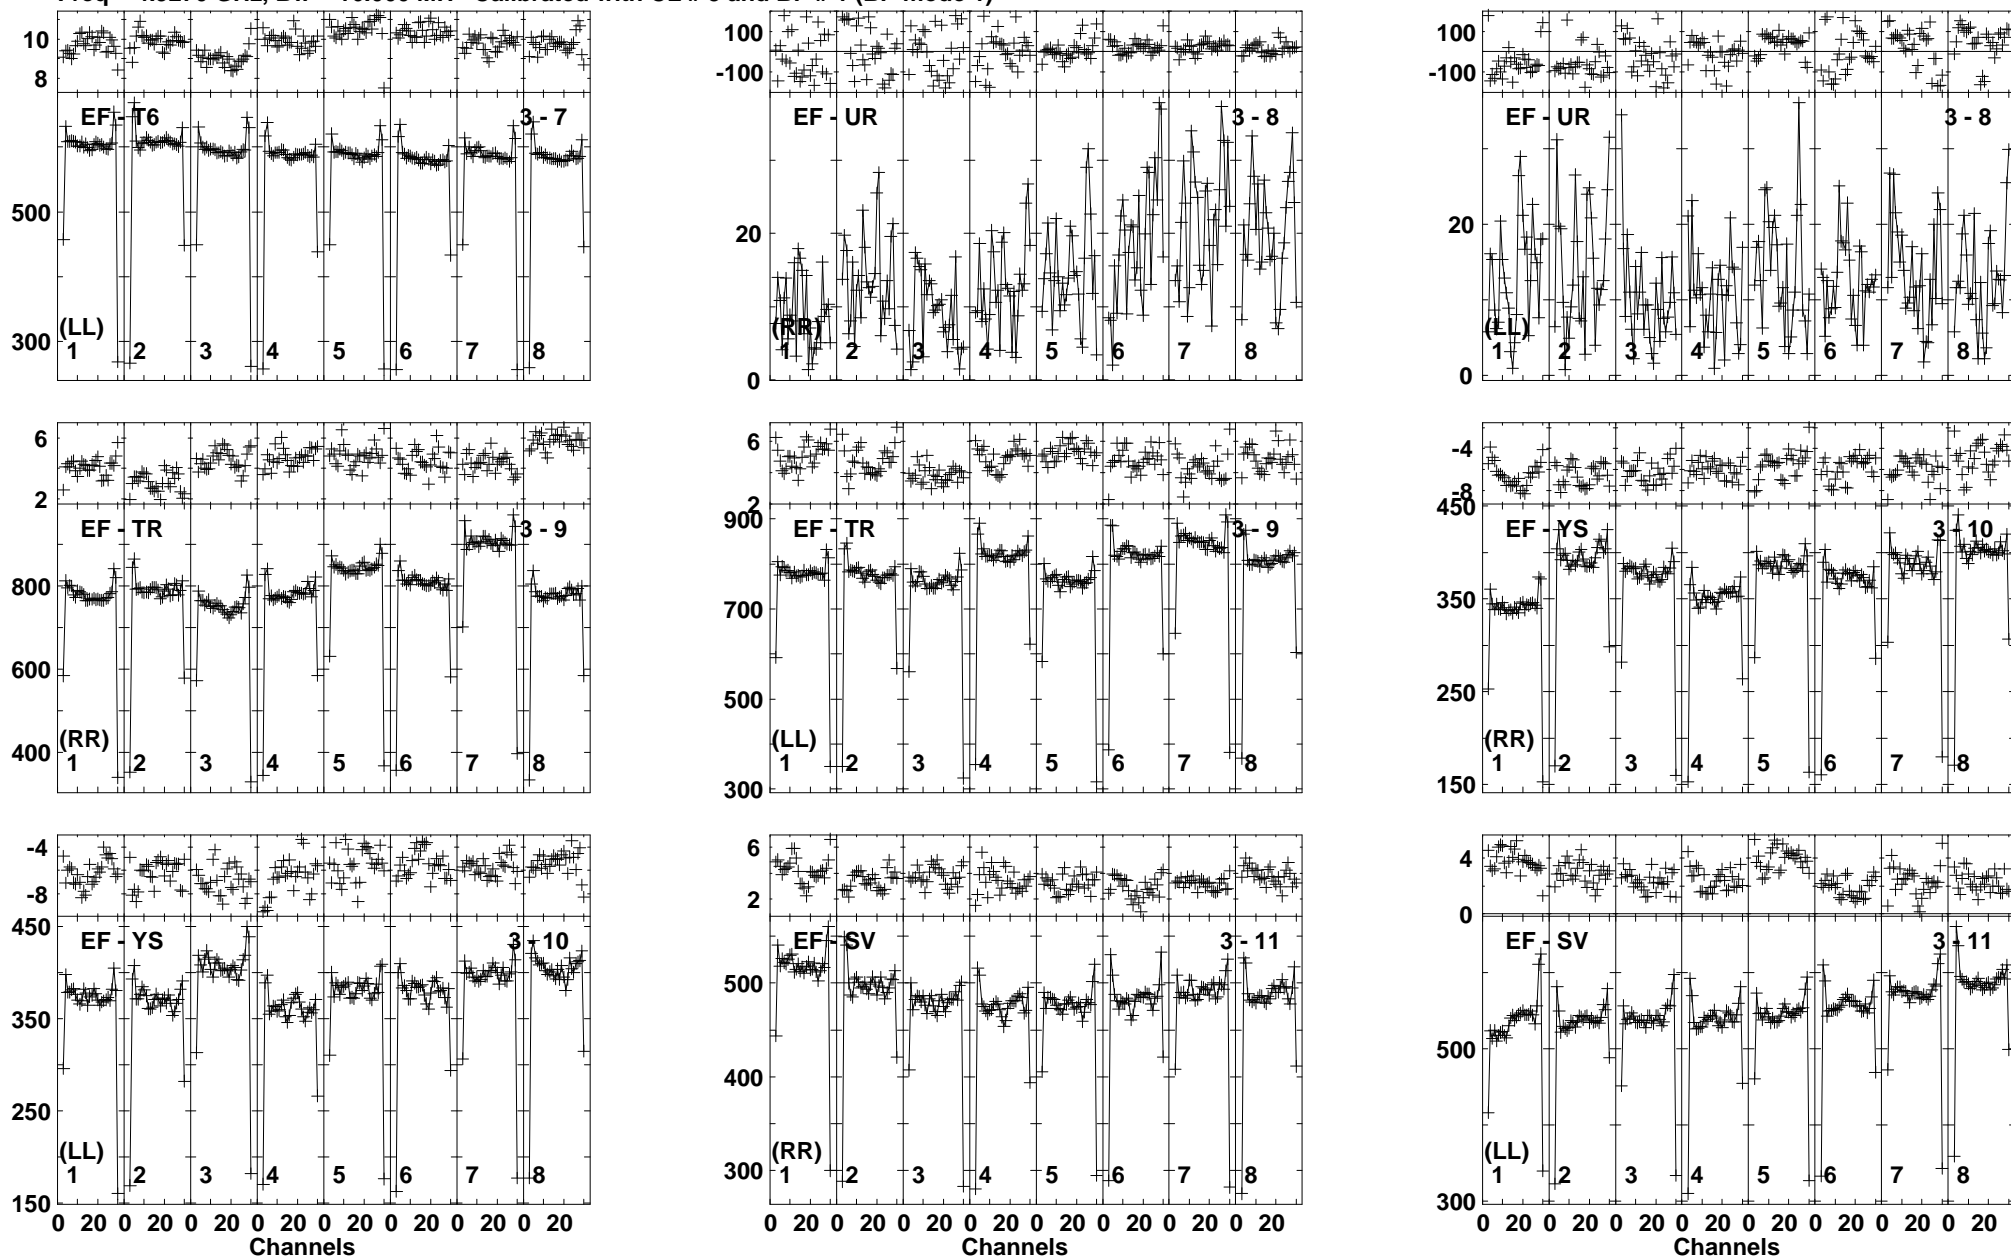 10
8
EF - T6 3 - 7
500
300
(LL)
1 2 3 4 5 6 7 8
100
-100
EF - UR 3 - 8
20
0
(RR)
1 2 3 4 5 6 7 8
100
-100
EF - UR 3 - 8
20
0
(LL)
1 2 3 4 5 6 7 8
6
2
EF - TR 3 - 9
800
600
400
(RR)
1 2 3 4 5 6 7 8
6
2
900
EF - TR 3 - 9
700
500
300
(LL)
1 2 3 4 5 6 7 8
-4
-8
450
EF - YS 3 - 10
350
250
150
(RR)
1 2 3 4 5 6 7 8
-4
-8
450
EF - YS 3 - 10
350
250
150
(LL)
1 2 3 4 5 6 7 8
0 20 0 20 0 20 0 20 0 20 0 20 0 20 0 20
Channels
6
2
EF - SV 3 - 11
500
400
300
(RR)
1 2 3 4 5 6 7 8
0 20 0 20 0 20 0 20 0 20 0 20 0 20 0 20
Channels
4
0
EF - SV 3 - 11
500
300
(LL)
1 2 3 4 5 6 7 8
0 20 0 20 0 20 0 20 0 20 0 20 0 20 0 20
Channels